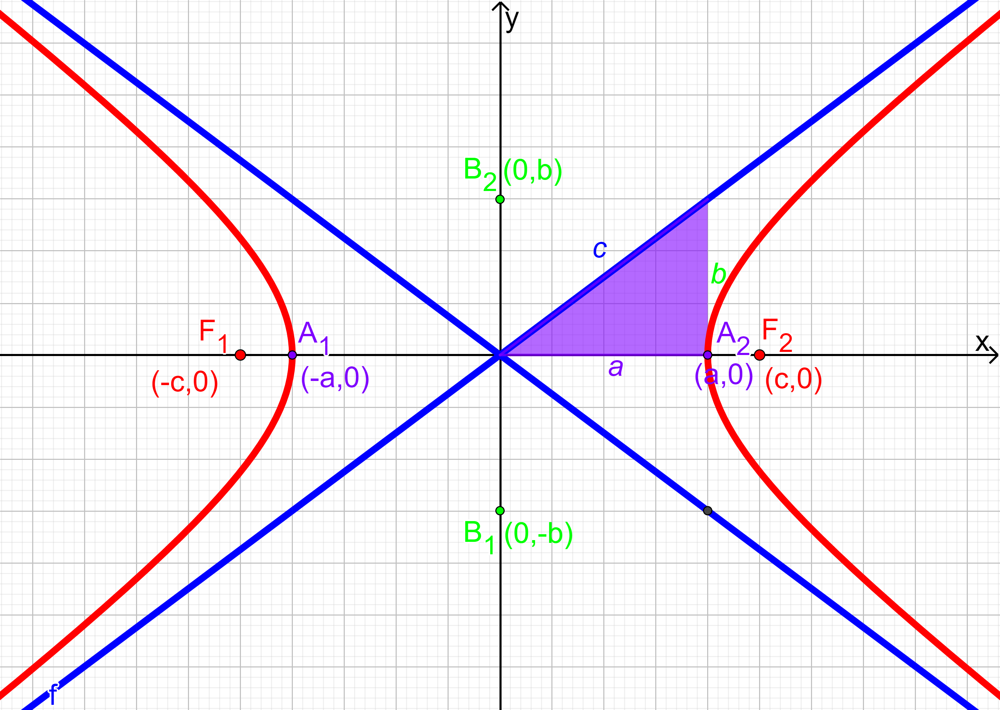 y
B₂ (0,b)
c
b
F₁
A₁
A₂
F₂
x
(-c,0)
(-a,0)
a
(a,0)
(c,0)
B₁ (0,-b)
f